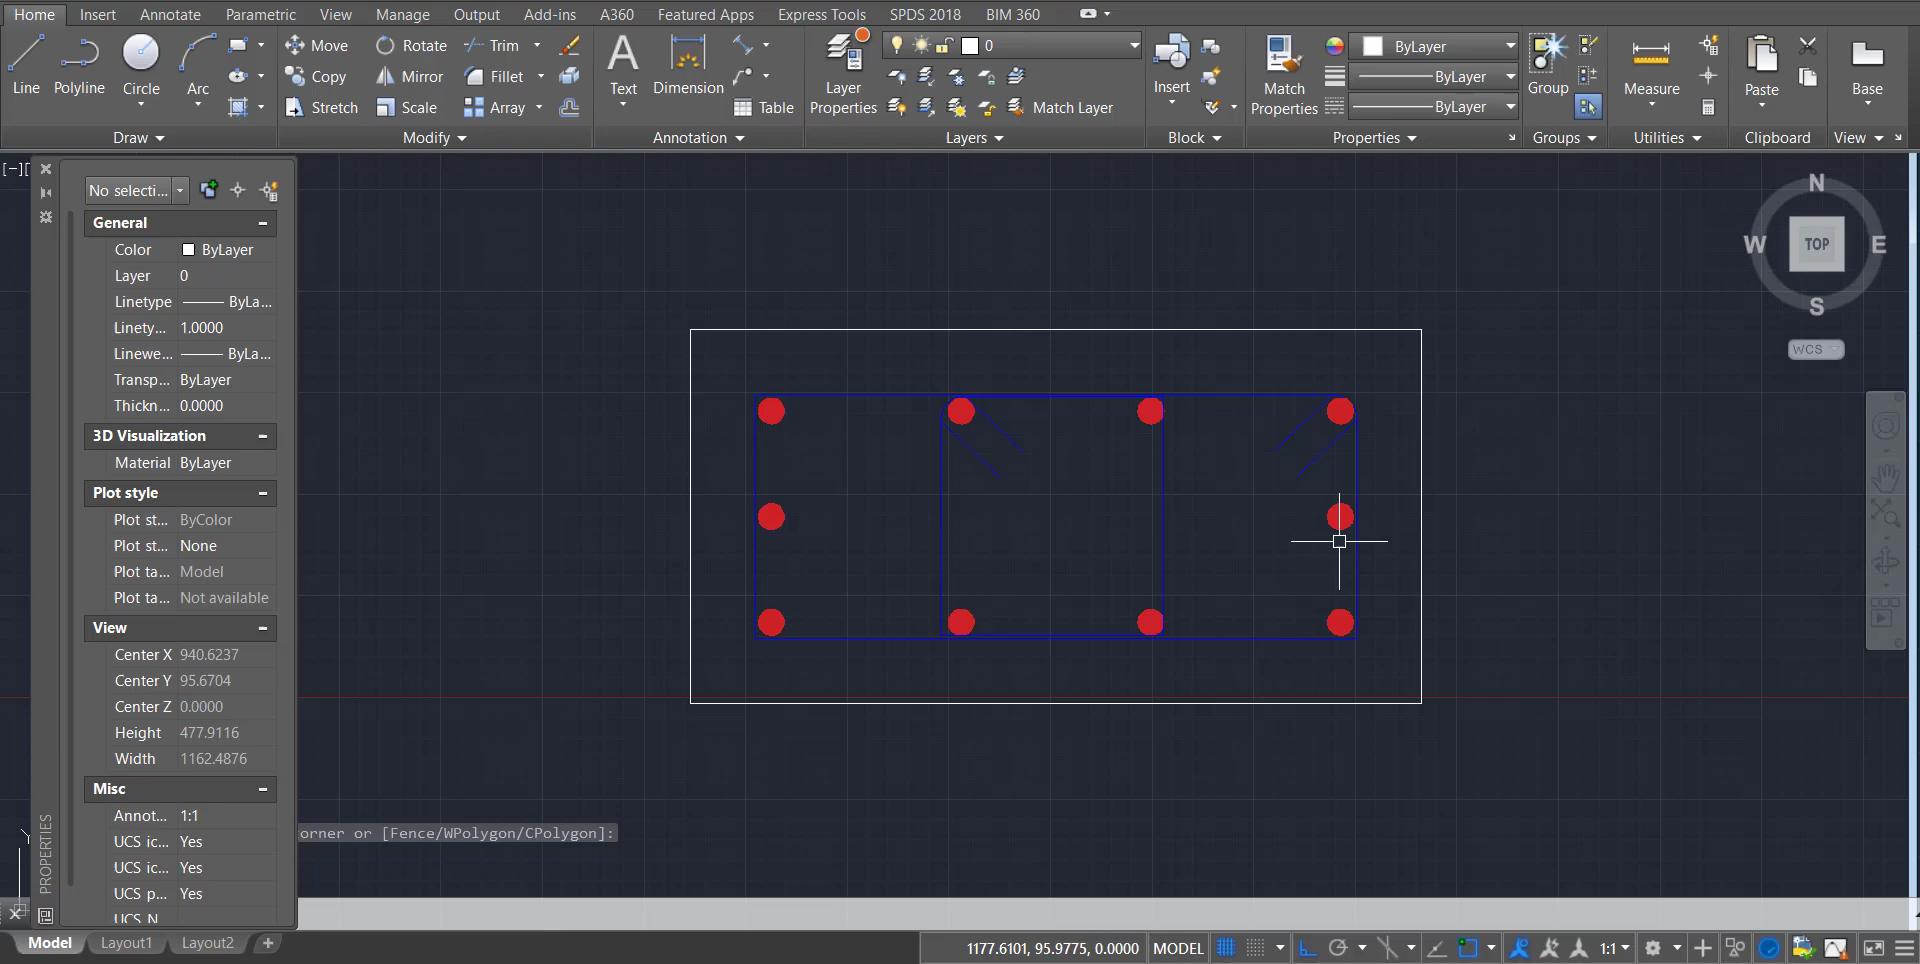 Home Insert Annotate Parametric View Manage Output Add-ins A360 Featured Apps Express Tools SPDS 2018 BIM 360
Line Polyline Circle Arc
Move Rotate Trim
Copy Mirror Fillet
Stretch Scale Array
Text Dimension Table
Layer Properties
0
Match Layer
Insert
Match Properties
ByLayer
ByLayer
ByLayer
Group
Measure
Paste
Base
Draw Modify Annotation Layers Block Properties Groups Utilities Clipboard View
[−][
No selecti...
General
Color ByLayer
Layer 0
Linetype ByLa...
Linety... 1.0000
Linewe... ByLa...
Transp... ByLayer
Thickn... 0.0000
3D Visualization
Material ByLayer
Plot style
Plot st... ByColor
Plot st... None
Plot ta... Model
Plot ta... Not available
View
Center X 940.6237
Center Y 95.6704
Center Z 0.0000
Height 477.9116
Width 1162.4876
Misc
Annot... 1:1
UCS ic... Yes
UCS ic... Yes
UCS p... Yes
UCS N
PROPERTIES
N
W TOP E
S
WCS
Y
X
orner or [Fence/WPolygon/CPolygon]:
Model Layout1 Layout2 +
1177.6101, 95.9775, 0.0000 MODEL 1:1